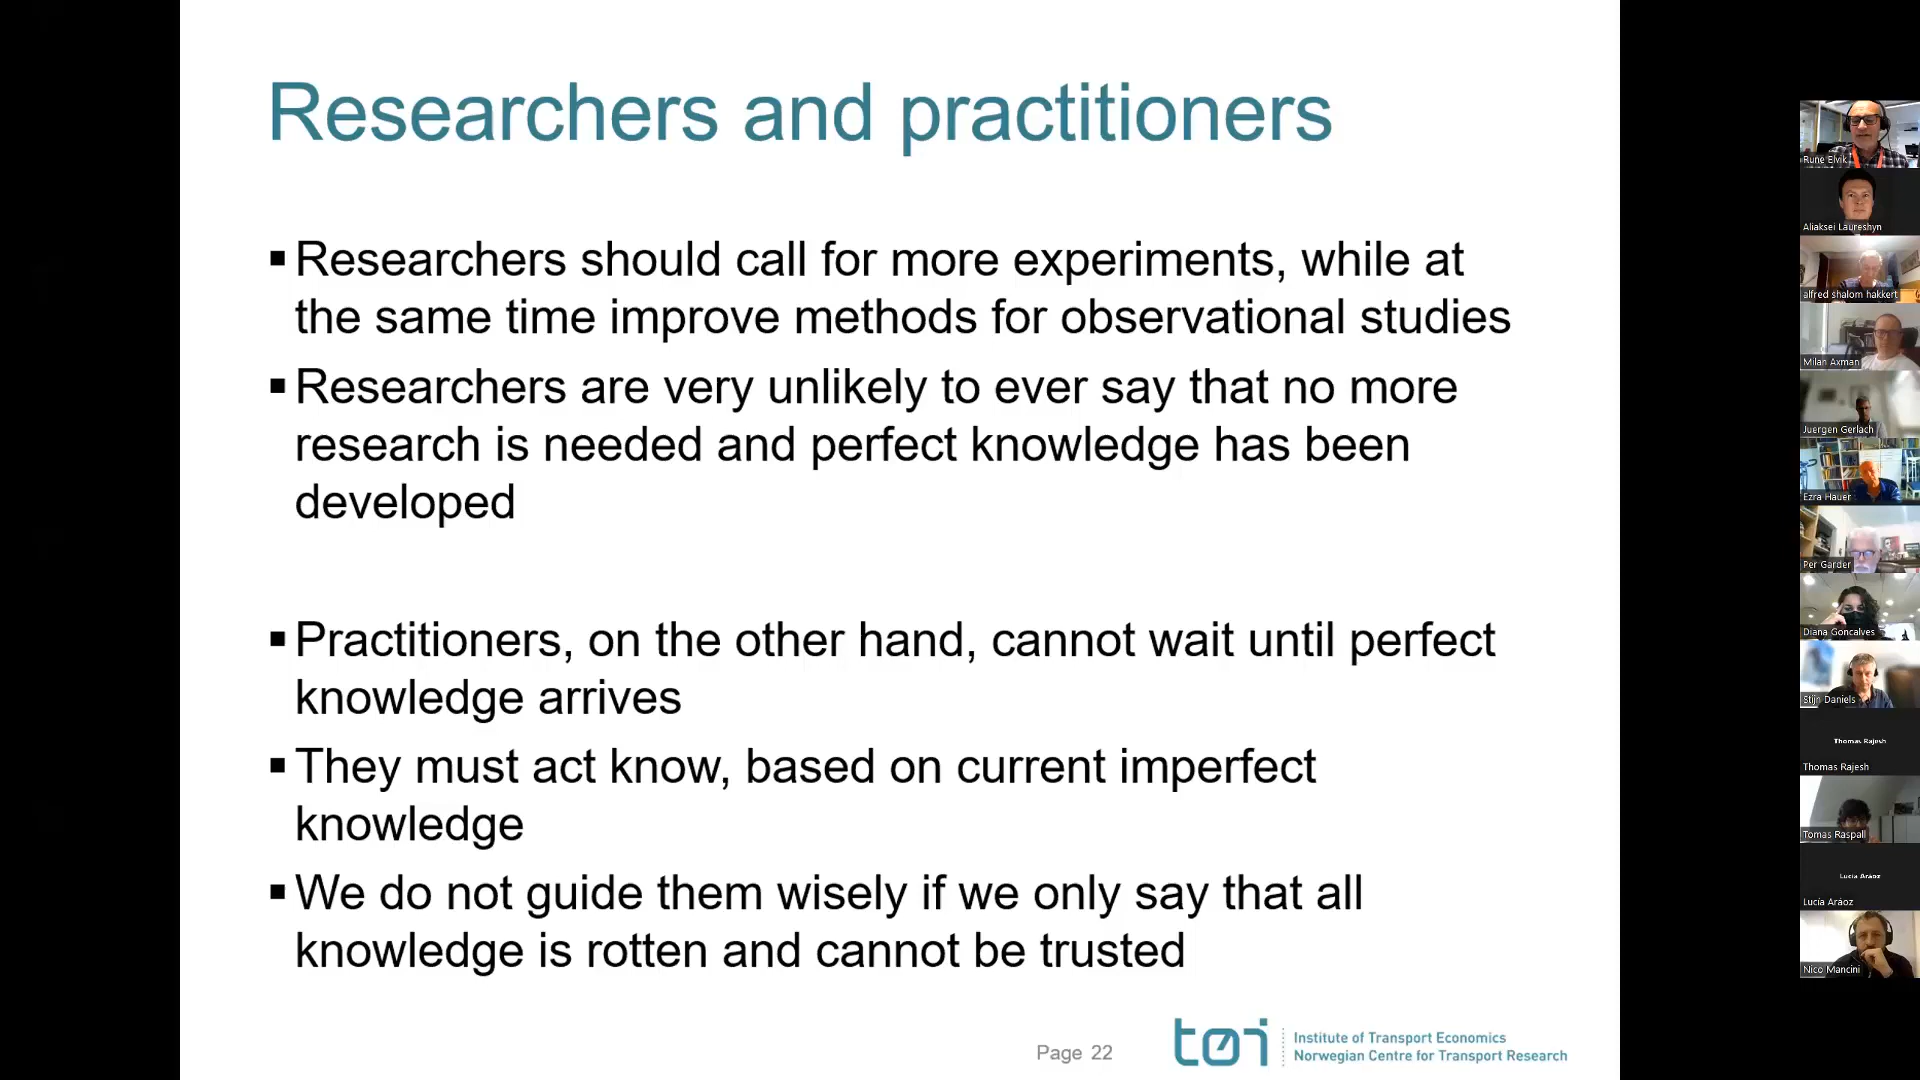 Researchers and practitioners
▪ Researchers should call for more experiments, while at
the same time improve methods for observational studies
▪ Researchers are very unlikely to ever say that no more
research is needed and perfect knowledge has been
developed
▪ Practitioners, on the other hand, cannot wait until perfect
knowledge arrives
▪ They must act know, based on current imperfect
knowledge
▪ We do not guide them wisely if we only say that all
knowledge is rotten and cannot be trusted
Page 22
tøi
Institute of Transport Economics
Norwegian Centre for Transport Research
Rune Elvik
Aliaksei Laureshyn
alfred shalom hakkert
Milan Axman
Juergen Gerlach
Ezra Hauer
Per Garder
Diana Goncalves
Stijn Daniels
Thomas Rajesh
Thomas Rajesh
Tomas Raspall
Lucía Aráoz
Lucía Aráoz
Nico Mancini